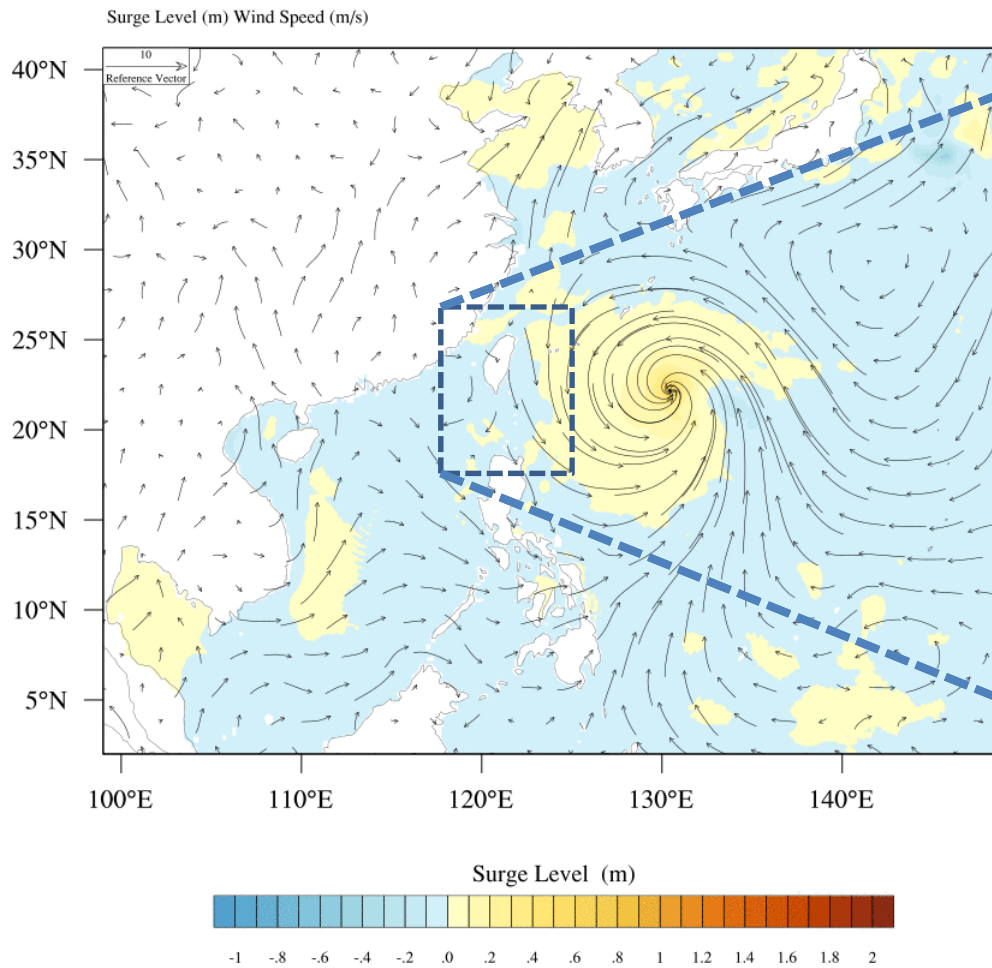 Surge Level (m) Wind Speed (m/s)
10
Reference Vector
40°N
35°N
30°N
25°N
20°N
15°N
10°N
5°N
100°E 110°E 120°E 130°E 140°E
Surge Level (m)
-1 -.8 -.6 -.4 -.2 .0 .2 .4 .6 .8 1 1.2 1.4 1.6 1.8 2